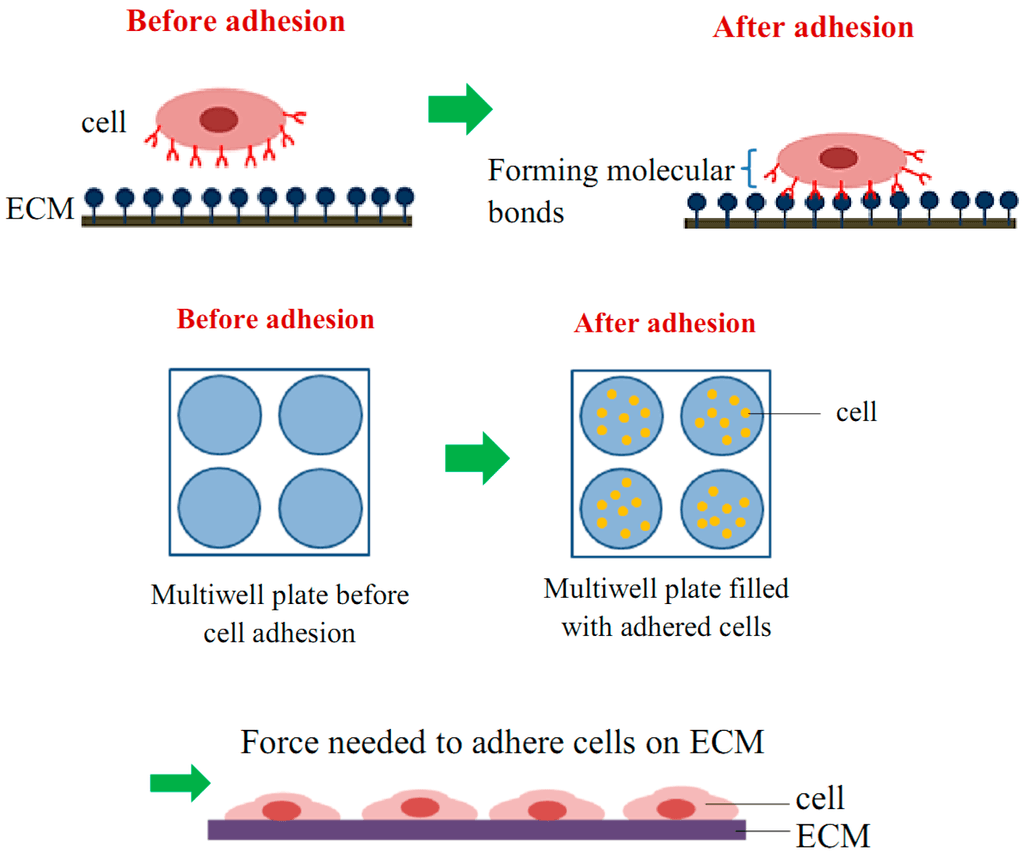 Before adhesion
After adhesion
cell
Forming molecular
bonds
ECM
Before adhesion
After adhesion
cell
Multiwell plate before
cell adhesion
Multiwell plate filled
with adhered cells
Force needed to adhere cells on ECM
cell
ECM